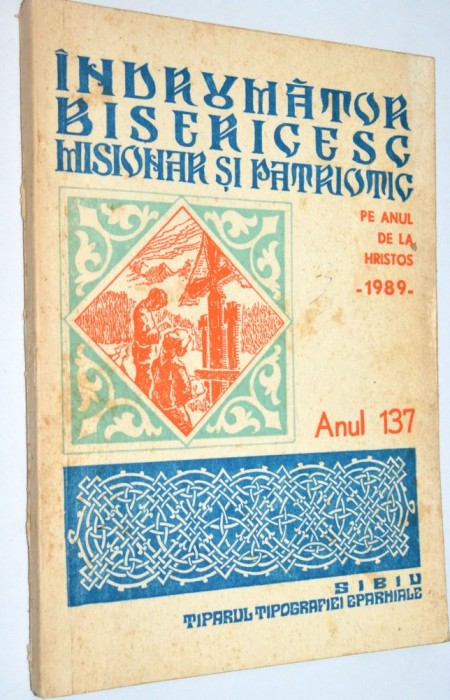 ÎNDRUMĂTOR
BISERICESC
MISIONAR ȘI PATRIOTIC
PE ANUL
DE LA
HRISTOS
-1989-
Anul 137
SIBIU
TIPARUL TIPOGRAFIEI EPARHIALE